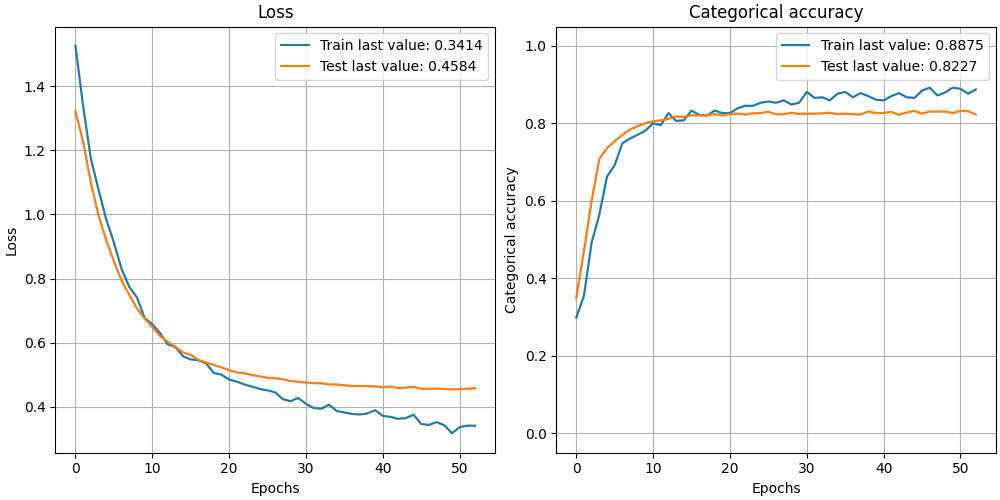 Loss
Train last value: 0.3414
Test last value: 0.4584
1.4
1.2
1.0
0.8
0.6
0.4
Loss
0 10 20 30 40 50
Epochs
Categorical accuracy
Train last value: 0.8875
Test last value: 0.8227
1.0
0.8
0.6
0.4
0.2
0.0
Categorical accuracy
0 10 20 30 40 50
Epochs